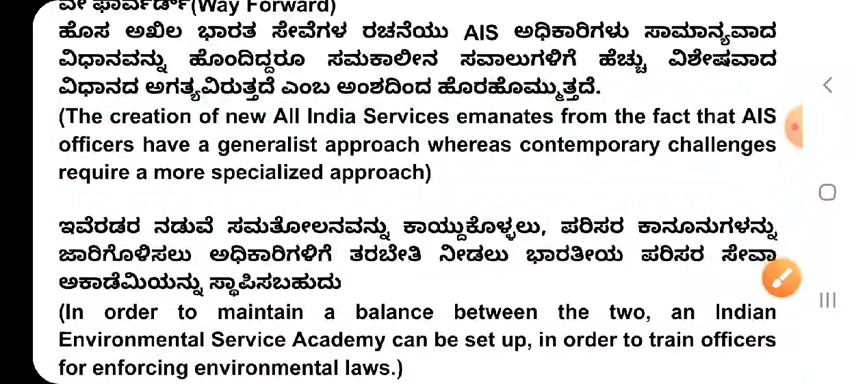 ವೇ ಫಾರ್ವರ್ಡ್(Way Forward)
ಹೊಸ ಅಖಿಲ ಭಾರತ ಸೇವೆಗಳ ರಚನೆಯು AIS ಅಧಿಕಾರಿಗಳು ಸಾಮಾನ್ಯವಾದ
ವಿಧಾನವನ್ನು ಹೊಂದಿದ್ದರೂ ಸಮಕಾಲೀನ ಸವಾಲುಗಳಿಗೆ ಹೆಚ್ಚು ವಿಶೇಷವಾದ
ವಿಧಾನದ ಅಗತ್ಯವಿರುತ್ತದೆ ಎಂಬ ಅಂಶದಿಂದ ಹೊರಹೊಮ್ಮುತ್ತದೆ.
(The creation of new All India Services emanates from the fact that AIS
officers have a generalist approach whereas contemporary challenges
require a more specialized approach)
ಇವೆರಡರ ನಡುವೆ ಸಮತೋಲನವನ್ನು ಕಾಯ್ದುಕೊಳ್ಳಲು, ಪರಿಸರ ಕಾನೂನುಗಳನ್ನು
ಜಾರಿಗೊಳಿಸಲು ಅಧಿಕಾರಿಗಳಿಗೆ ತರಬೇತಿ ನೀಡಲು ಭಾರತೀಯ ಪರಿಸರ ಸೇವಾ
ಅಕಾಡೆಮಿಯನ್ನು ಸ್ಥಾಪಿಸಬಹುದು
(In order to maintain a balance between the two, an Indian
Environmental Service Academy can be set up, in order to train officers
for enforcing environmental laws.)